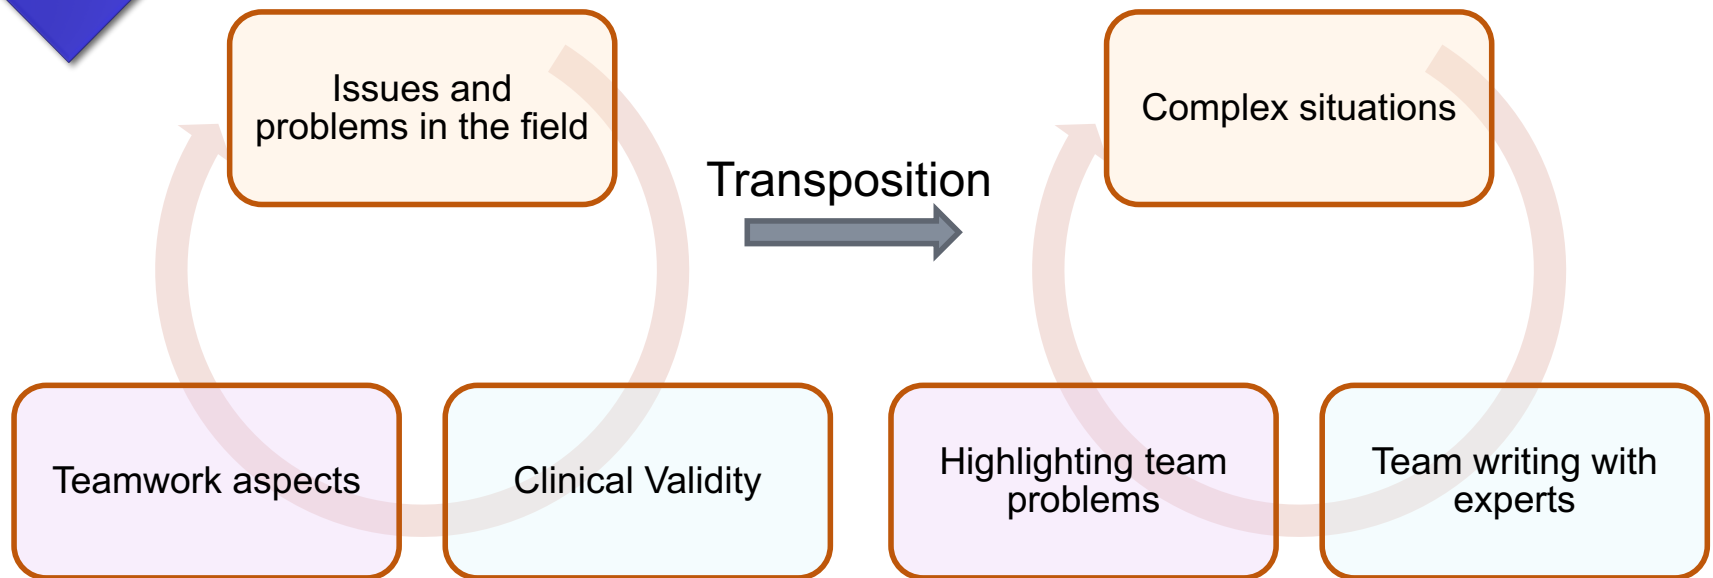 Issues and
problems in the field
Teamwork aspects
Clinical Validity
Transposition
Complex situations
Highlighting team
problems
Team writing with
experts